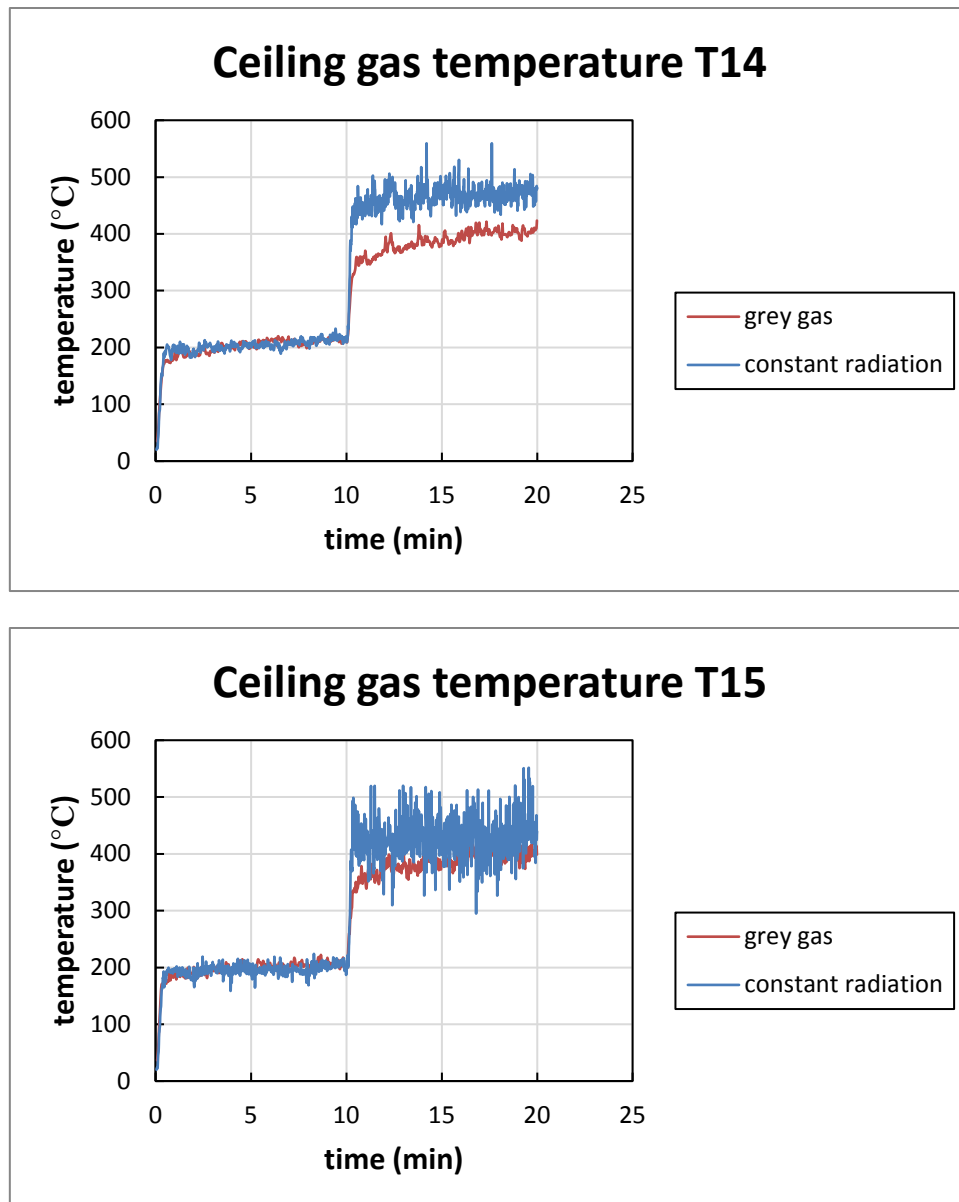 Ceiling gas temperature T14
600
500
400
300
200
100
0
temperature (°C)
0 5 10 15 20 25
time (min)
grey gas
constant radiation
Ceiling gas temperature T15
600
500
400
300
200
100
0
temperature (°C)
0 5 10 15 20 25
time (min)
grey gas
constant radiation